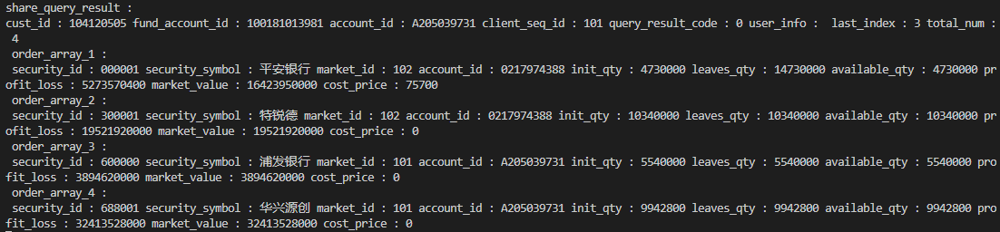 share_query_result :
cust_id : 104120505 fund_account_id : 100181013981 account_id : A205039731 client_seq_id : 101 query_result_code : 0 user_info :  last_index : 3 total_num :
 4
 order_array_1 :
 security_id : 000001 security_symbol : 平安银行 market_id : 102 account_id : 0217974388 init_qty : 4730000 leaves_qty : 14730000 available_qty : 4730000 pr
ofit_loss : 5273570400 market_value : 16423950000 cost_price : 75700
 order_array_2 :
 security_id : 300001 security_symbol : 特锐德 market_id : 102 account_id : 0217974388 init_qty : 10340000 leaves_qty : 10340000 available_qty : 10340000 pr
ofit_loss : 19521920000 market_value : 19521920000 cost_price : 0
 order_array_3 :
 security_id : 600000 security_symbol : 浦发银行 market_id : 101 account_id : A205039731 init_qty : 5540000 leaves_qty : 5540000 available_qty : 5540000 pro
fit_loss : 3894620000 market_value : 3894620000 cost_price : 0
 order_array_4 :
 security_id : 688001 security_symbol : 华兴源创 market_id : 101 account_id : A205039731 init_qty : 9942800 leaves_qty : 9942800 available_qty : 9942800 pro
fit_loss : 32413528000 market_value : 32413528000 cost_price : 0